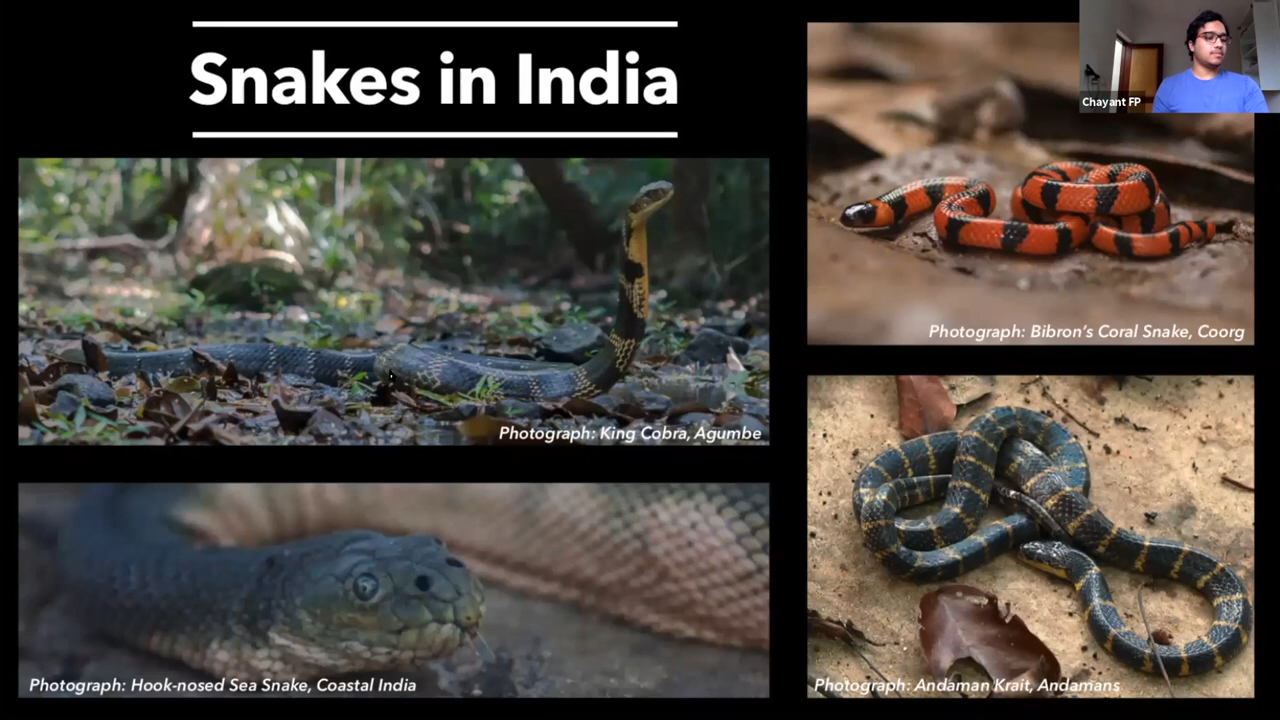 Snakes in India
Chayant FP
Photograph: Bibron's Coral Snake, Coorg
Photograph: King Cobra, Agumbe
Photograph: Hook-nosed Sea Snake, Coastal India
Photograph: Andaman Krait, Andamans